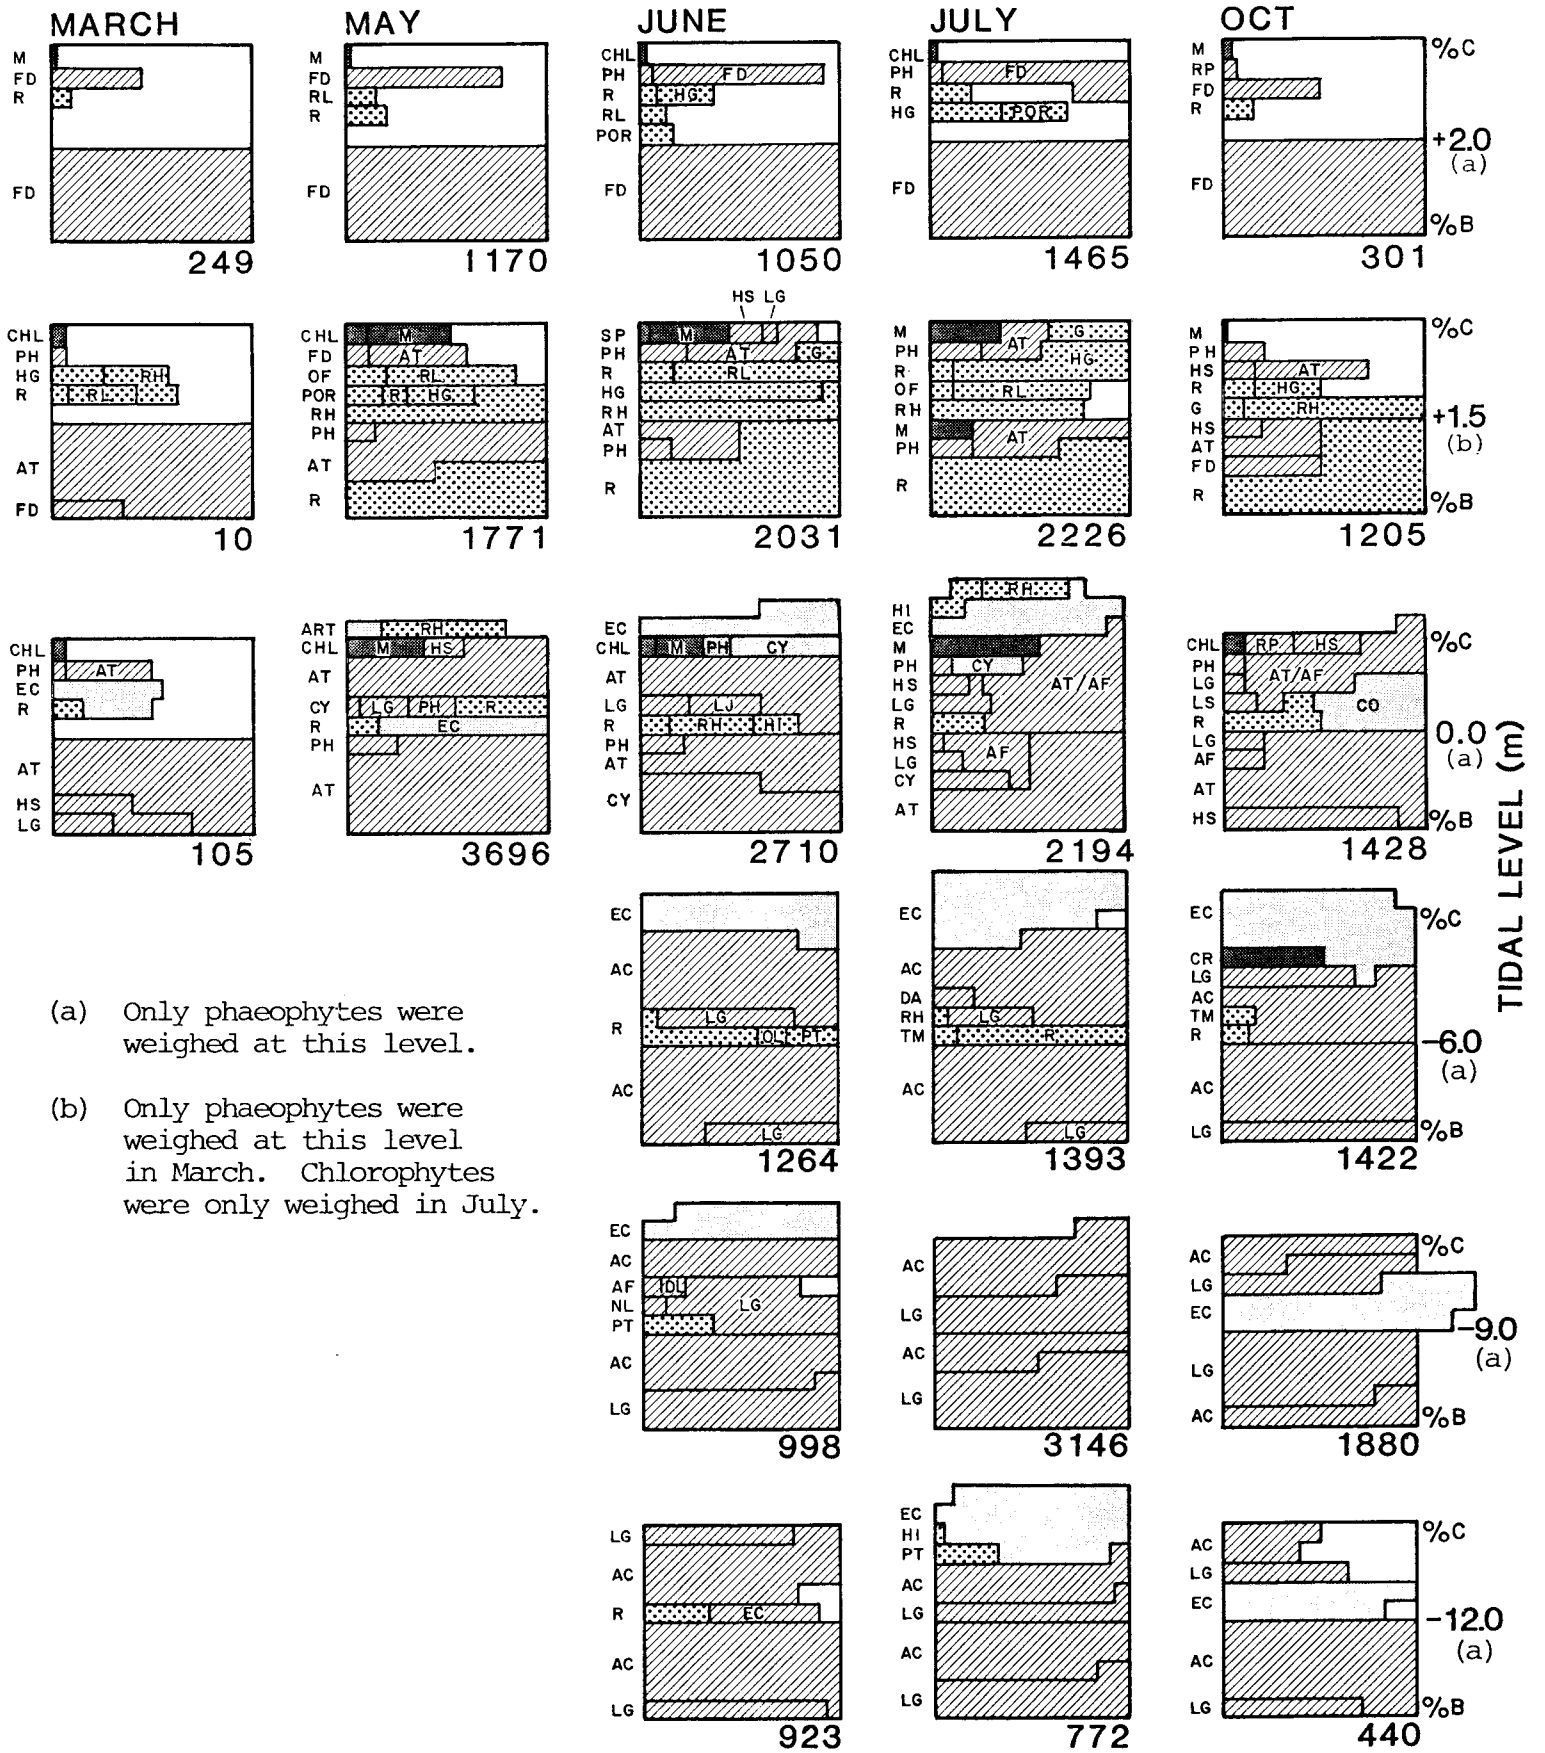 MARCH MAY JUNE JULY OCT
M M CHL CHL M %C
FD FD PH FD PH FD RP
R RL R HG R FD
R RL HG POR R
POR +2.0
(a)
FD FD FD FD FD
%B
249 1170 1050 1465 301
HS LG
CHL CHL M SP M M G M %C
PH FD AT PH AT G PH AT HG PH
HG RH OF RL R RL R HS AT
R RL POR R HG HG OF RL R HG
RH RH RH G RH +1.5
PH AT M AT HS (b)
AT AT PH PH AT
FD
FD R R R R %B
10 1771 2031 2226 1205
RH
HI
ART RH EC EC
CHL CHL M HS CHL M PH CY M CHL RP HS %C
PH AT AT AT PH CY PH AT/AF
EC HS AT/AF LG
R CY LG PH R LG LJ LG LS CO
R EC R RH HI R R 0.0
PH PH HS AF LG (a)
AT AT LG AF
HS AT CY CY AT
LG AT HS %B
105 3696 2710 2194 1428
TIDAL LEVEL (m)
EC EC EC %C
CR
AC AC LG
DA AC
LG RH LG TM
R OL PT TM R R -6.0
(a)
AC AC AC
LG LG LG %B
1264 1393 1422
(a) Only phaeophytes were
weighed at this level.
(b) Only phaeophytes were
weighed at this level
in March. Chlorophytes
were only weighed in July.
EC
AC AC AC %C
AF DL LG
NL LG LG EC
PT -9.0
AC AC (a)
LG LG LG
AC %B
998 3146 1880
EC
LG HI AC %C
PT
AC AC LG
R EC LG EC
-12.0
AC AC AC (a)
LG LG LG %B
923 772 440